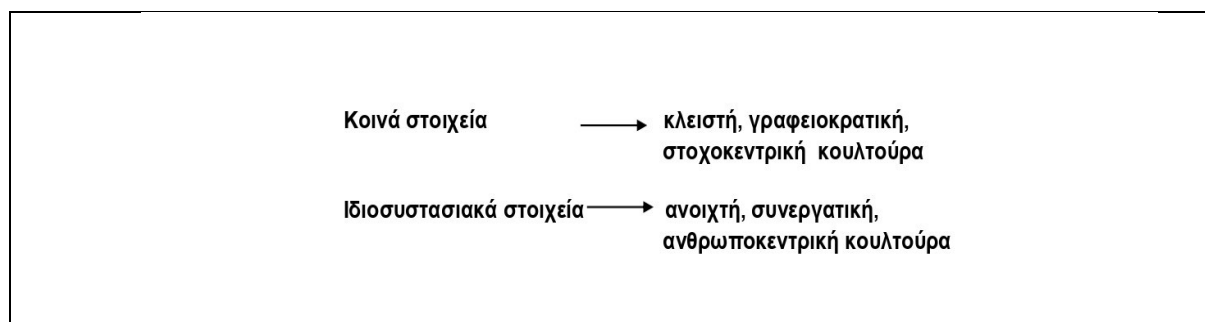 Κοινά στοιχεία κλειστή, γραφειοκρατική,
στοχοκεντρική κουλτούρα
Ιδιοσυστασιακά στοιχεία ανοιχτή, συνεργατική,
ανθρωποκεντρική κουλτούρα